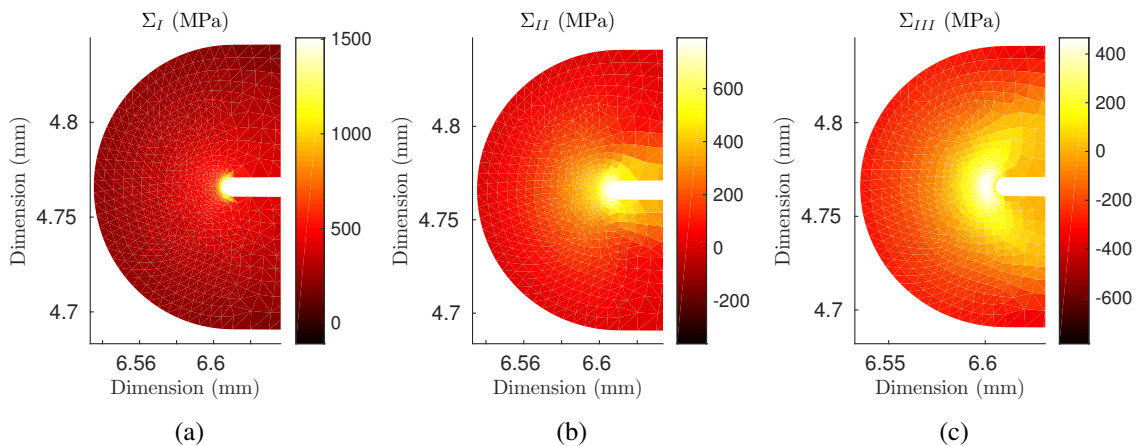 Σ_I (MPa)
Dimension (mm)
4.8
4.75
4.7
6.56 6.6
Dimension (mm)
1500
1000
500
0
(a)
Σ_II (MPa)
Dimension (mm)
4.8
4.75
4.7
6.56 6.6
Dimension (mm)
600
400
200
0
-200
(b)
Σ_III (MPa)
Dimension (mm)
4.8
4.75
4.7
6.55 6.6
Dimension (mm)
400
200
0
-200
-400
-600
(c)